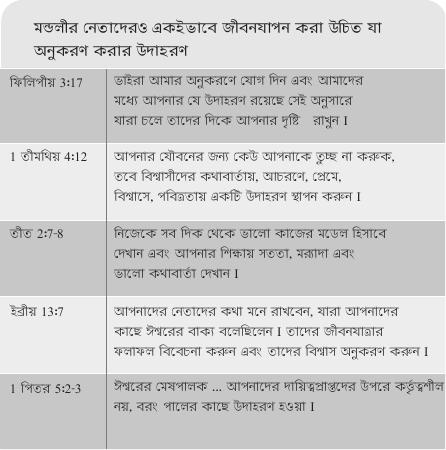 মন্ডলীর নেতাদেরও একইভাবে জীবনযাপন করা উচিত যা
অনুকরণ করার উদাহরণ
ফিলিপীয় 3:17
ভাইরা আমার অনুকরণে যোগ দিন এবং আমাদের
মধ্যে আপনার যে উদাহরণ রয়েছে সেই অনুসারে
যারা চলে তাদের দিকে আপনার দৃষ্টি রাখুন I
1 তীমথিয় 4:12
আপনার যৌবনের জন্য কেউ আপনাকে তুচ্ছ না করুক,
তবে বিশ্বাসীদের কথাবার্তায়, আচরণে, প্রেমে,
বিশ্বাসে, পবিত্রতায় একটি উদাহরণ স্থাপন করুন I
তীত 2:7-8
নিজেকে সব দিক থেকে ভালো কাজের মডেল হিসাবে
দেখান এবং আপনার শিক্ষায় সততা, মর্য্যাদা এবং
ভালো কথাবার্তা দেখান I
ইব্রীয় 13:7
আপনাদের নেতাদের কথা মনে রাখবেন, যারা আপনাদের
কাছে ঈশ্বরের বাক্য বলেছিলেন I তাদের জীবনযাত্রার
ফলাফল বিবেচনা করুন এবং তাদের বিশ্বাস অনুকরণ করুন I
1 পিতর 5:2-3
ঈশ্বরের মেষপালক ... আপনাদের দায়িত্বপ্রাপ্তদের উপরে কর্ত্তৃত্বশীল
নয়, বরং পালের কাছে উদাহরণ হওয়া I